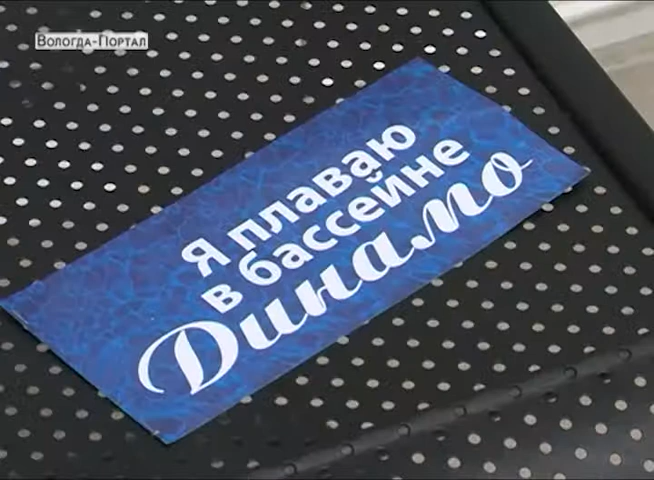 Вологда-Портал
Я плаваю
в бассейне
Динамо